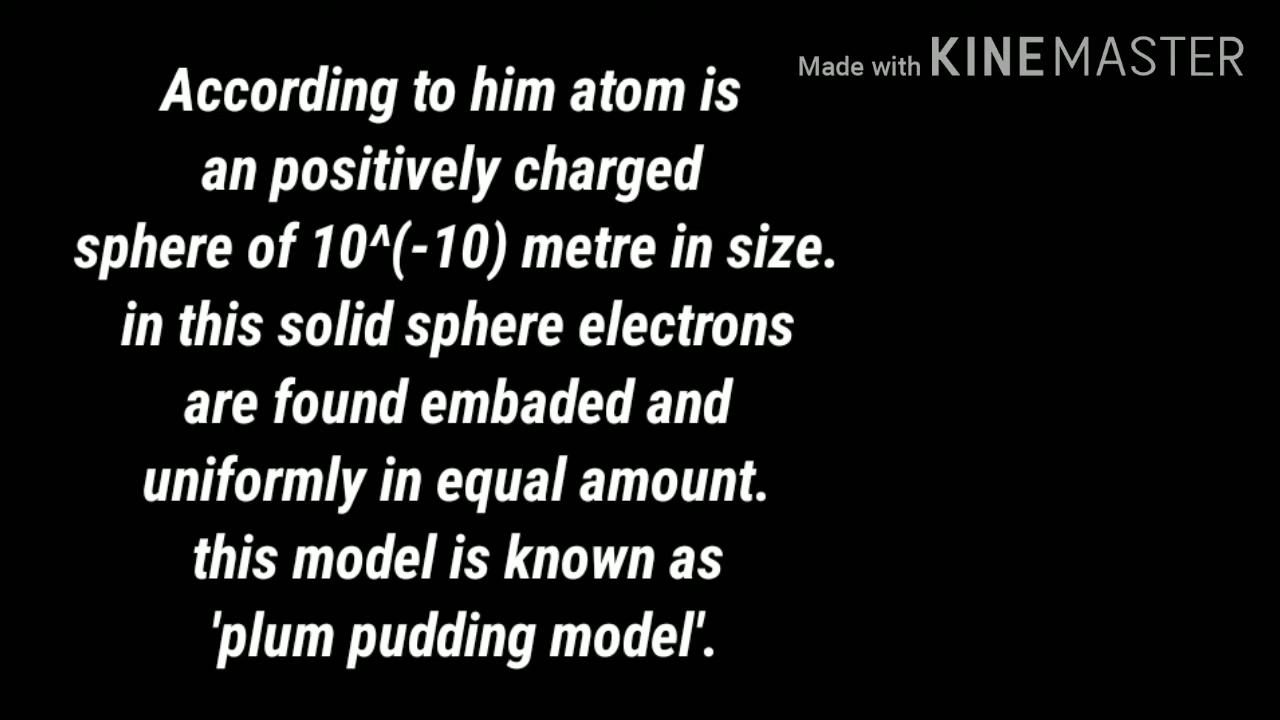 Made with KINEMASTER
According to him atom is
an positively charged
sphere of 10^(-10) metre in size.
in this solid sphere electrons
are found embaded and
uniformly in equal amount.
this model is known as
'plum pudding model'.